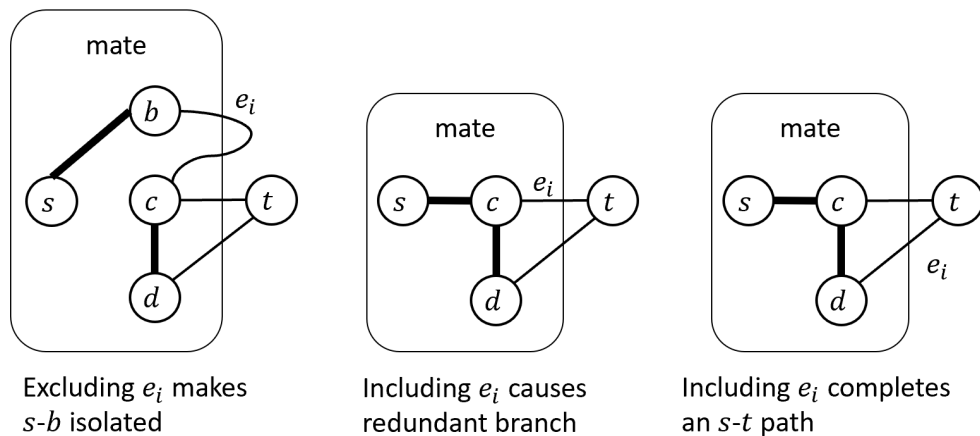 mate
b
e_i
s
c
t
d
Excluding e_i makes
s-b isolated
mate
s
c
e_i
t
d
Including e_i causes
redundant branch
mate
s
c
t
e_i
d
Including e_i completes
an s-t path